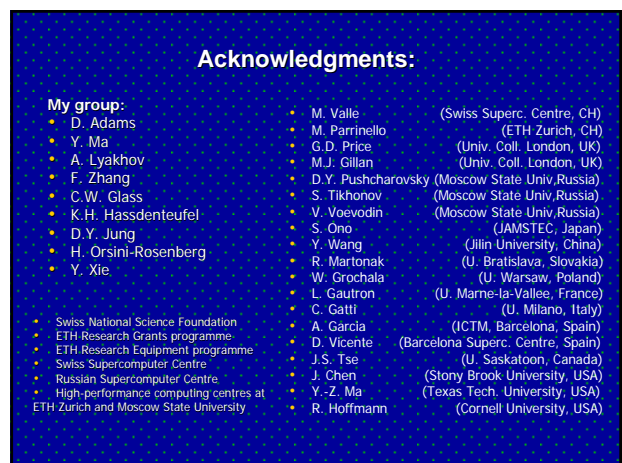 Acknowledgments:
My group:
• D. Adams
• Y. Ma
• A. Lyakhov
• F. Zhang
• C.W. Glass
• K.H. Hassdenteufel
• D.Y. Jung
• H. Orsini-Rosenberg
• Y. Xie
• Swiss National Science Foundation
• ETH Research Grants programme
• ETH Research Equipment programme
• Swiss Supercomputer Centre
• Russian Supercomputer Centre
• High-performance computing centres at
ETH Zurich and Moscow State University
• M. Valle (Swiss Superc. Centre, CH)
• M. Parrinello (ETH Zurich, CH)
• G.D. Price (Univ. Coll. London, UK)
• M.J. Gillan (Univ. Coll. London, UK)
• D.Y. Pushcharovsky (Moscow State Univ,Russia)
• S. Tikhonov (Moscow State Univ,Russia)
• V. Voevodin (Moscow State Univ,Russia)
• S. Ono (JAMSTEC, Japan)
• Y. Wang (Jilin University, China)
• R. Martonak (U. Bratislava, Slovakia)
• W. Grochala (U. Warsaw, Poland)
• L. Gautron (U. Marne-la-Vallee, France)
• C. Gatti (U. Milano, Italy)
• A. Garcia (ICTM, Barcelona, Spain)
• D. Vicente (Barcelona Superc. Centre, Spain)
• J.S. Tse (U. Saskatoon, Canada)
• J. Chen (Stony Brook University, USA)
• Y.-Z. Ma (Texas Tech. University, USA)
• R. Hoffmann (Cornell University, USA)